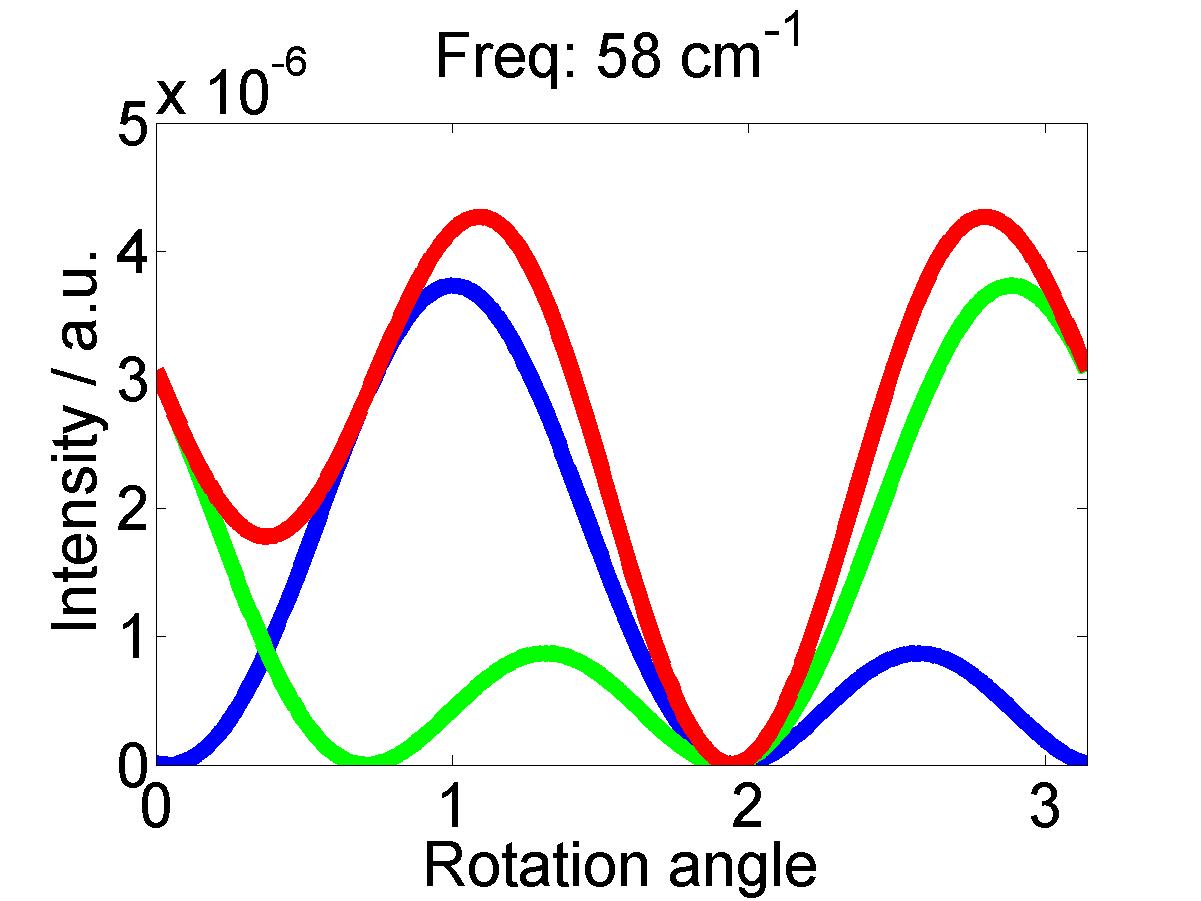 Freq: 58 cm⁻¹
x 10⁻⁶
5
4
3
2
1
0
0 1 2 3
Intensity / a.u.
Rotation angle